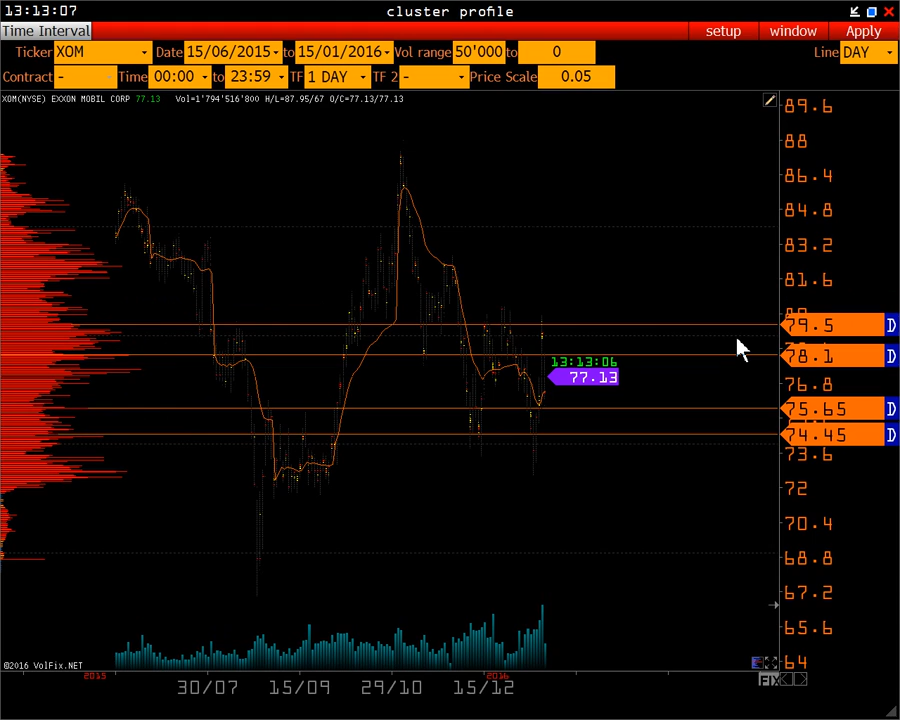 13:13:07 cluster profile
Time Interval setup window Apply
Ticker XOM Date 15/06/2015 to 15/01/2016 Vol range 50'000 to 0 Line DAY
Contract - Time 00:00 to 23:59 TF 1 DAY TF 2 - Price Scale 0.05
XOM(NYSE) EXXON MOBIL CORP 77.13 Vol=1'794'516'800 H/L=87.95/67 O/C=77.13/77.13
89.6
88
86.4
84.8
83.2
81.6
79.5 D
78.1 D
13:13:06
77.13
76.8
75.65 D
74.45 D
73.6
72
70.4
68.8
67.2
65.6
64
©2016 VolFix.NET
2015 2016
30/07 15/09 29/10 15/12
FIX